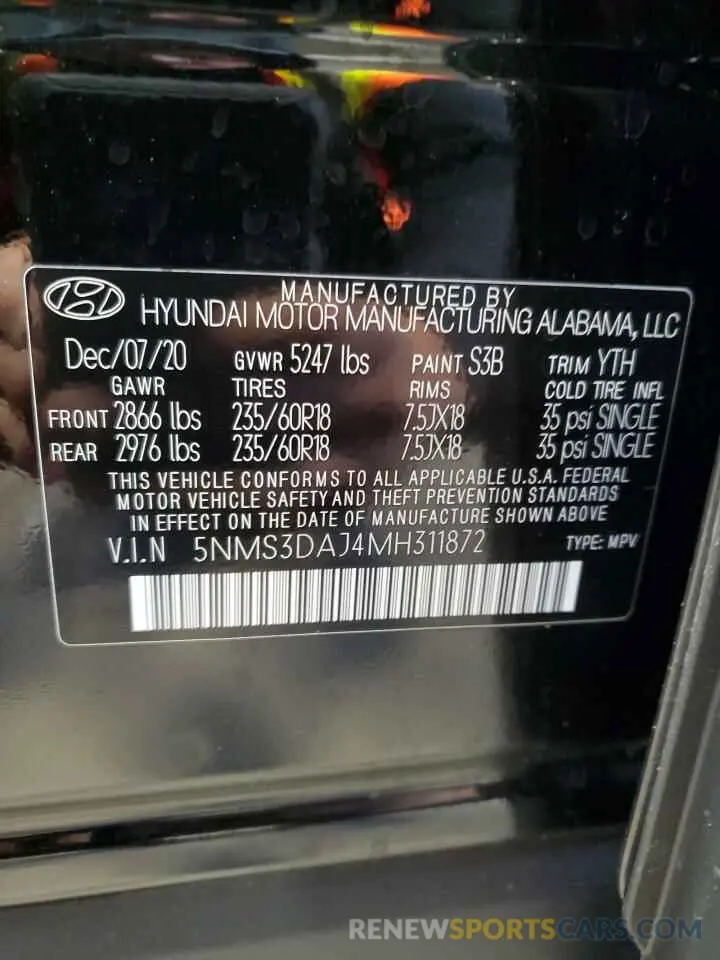 MANUFACTURED BY
HYUNDAI MOTOR MANUFACTURING ALABAMA, LLC
Dec/07/20 GVWR 5247 lbs PAINT S3B TRIM YTH
GAWR TIRES RIMS COLD TIRE INFL
FRONT 2866 lbs 235/60R18 7.5JX18 35 psi SINGLE
REAR 2976 lbs 235/60R18 7.5JX18 35 psi SINGLE
THIS VEHICLE CONFORMS TO ALL APPLICABLE U.S.A. FEDERAL
MOTOR VEHICLE SAFETY AND THEFT PREVENTION STANDARDS
IN EFFECT ON THE DATE OF MANUFACTURE SHOWN ABOVE
V.I.N 5NMS3DAJ4MH311872 TYPE: MPV
RENEWSPORTSCARS.COM